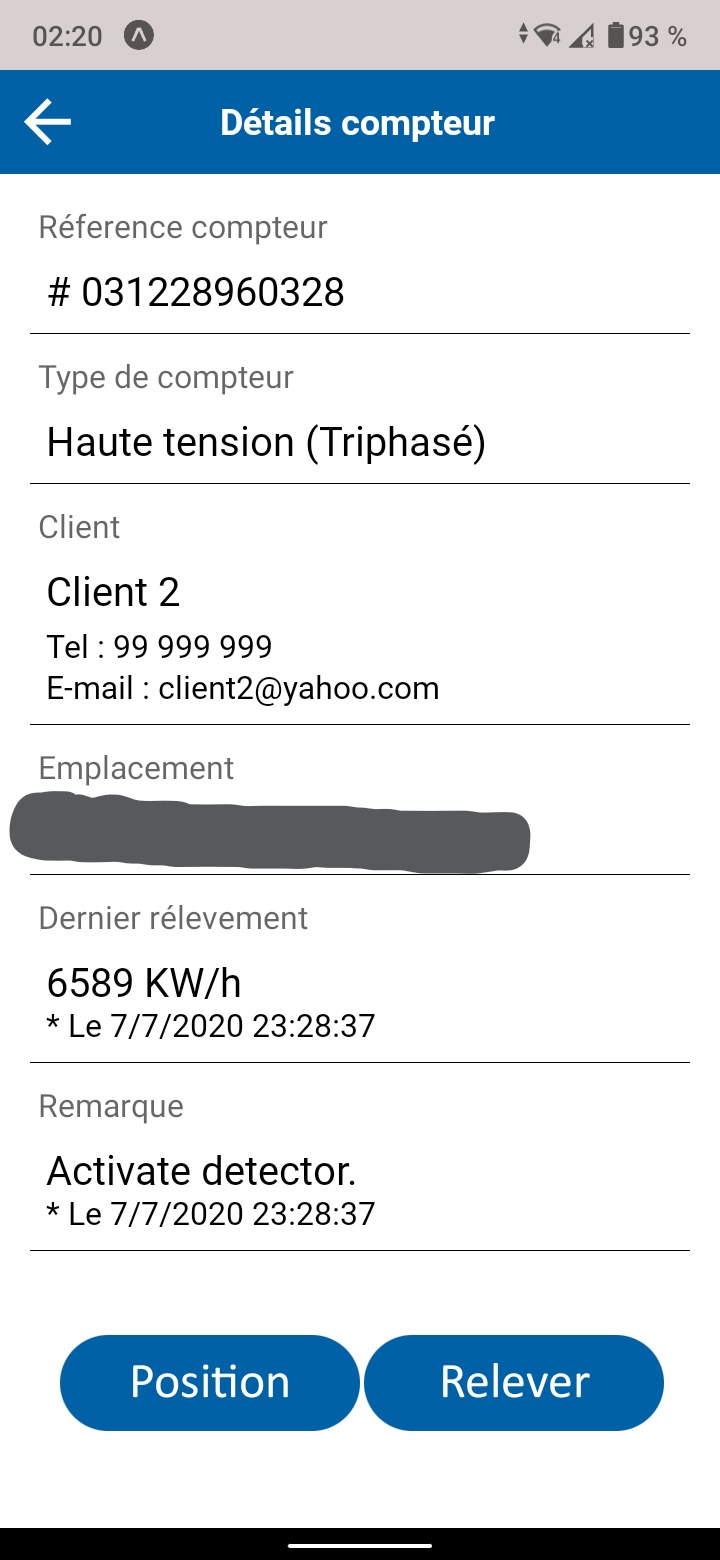 02:20
93 %
Détails compteur
Réference compteur
# 031228960328
Type de compteur
Haute tension (Triphasé)
Client
Client 2
Tel : 99 999 999
E-mail : client2@yahoo.com
Emplacement
Dernier rélevement
6589 KW/h
* Le 7/7/2020 23:28:37
Remarque
Activate detector.
* Le 7/7/2020 23:28:37
Position
Relever